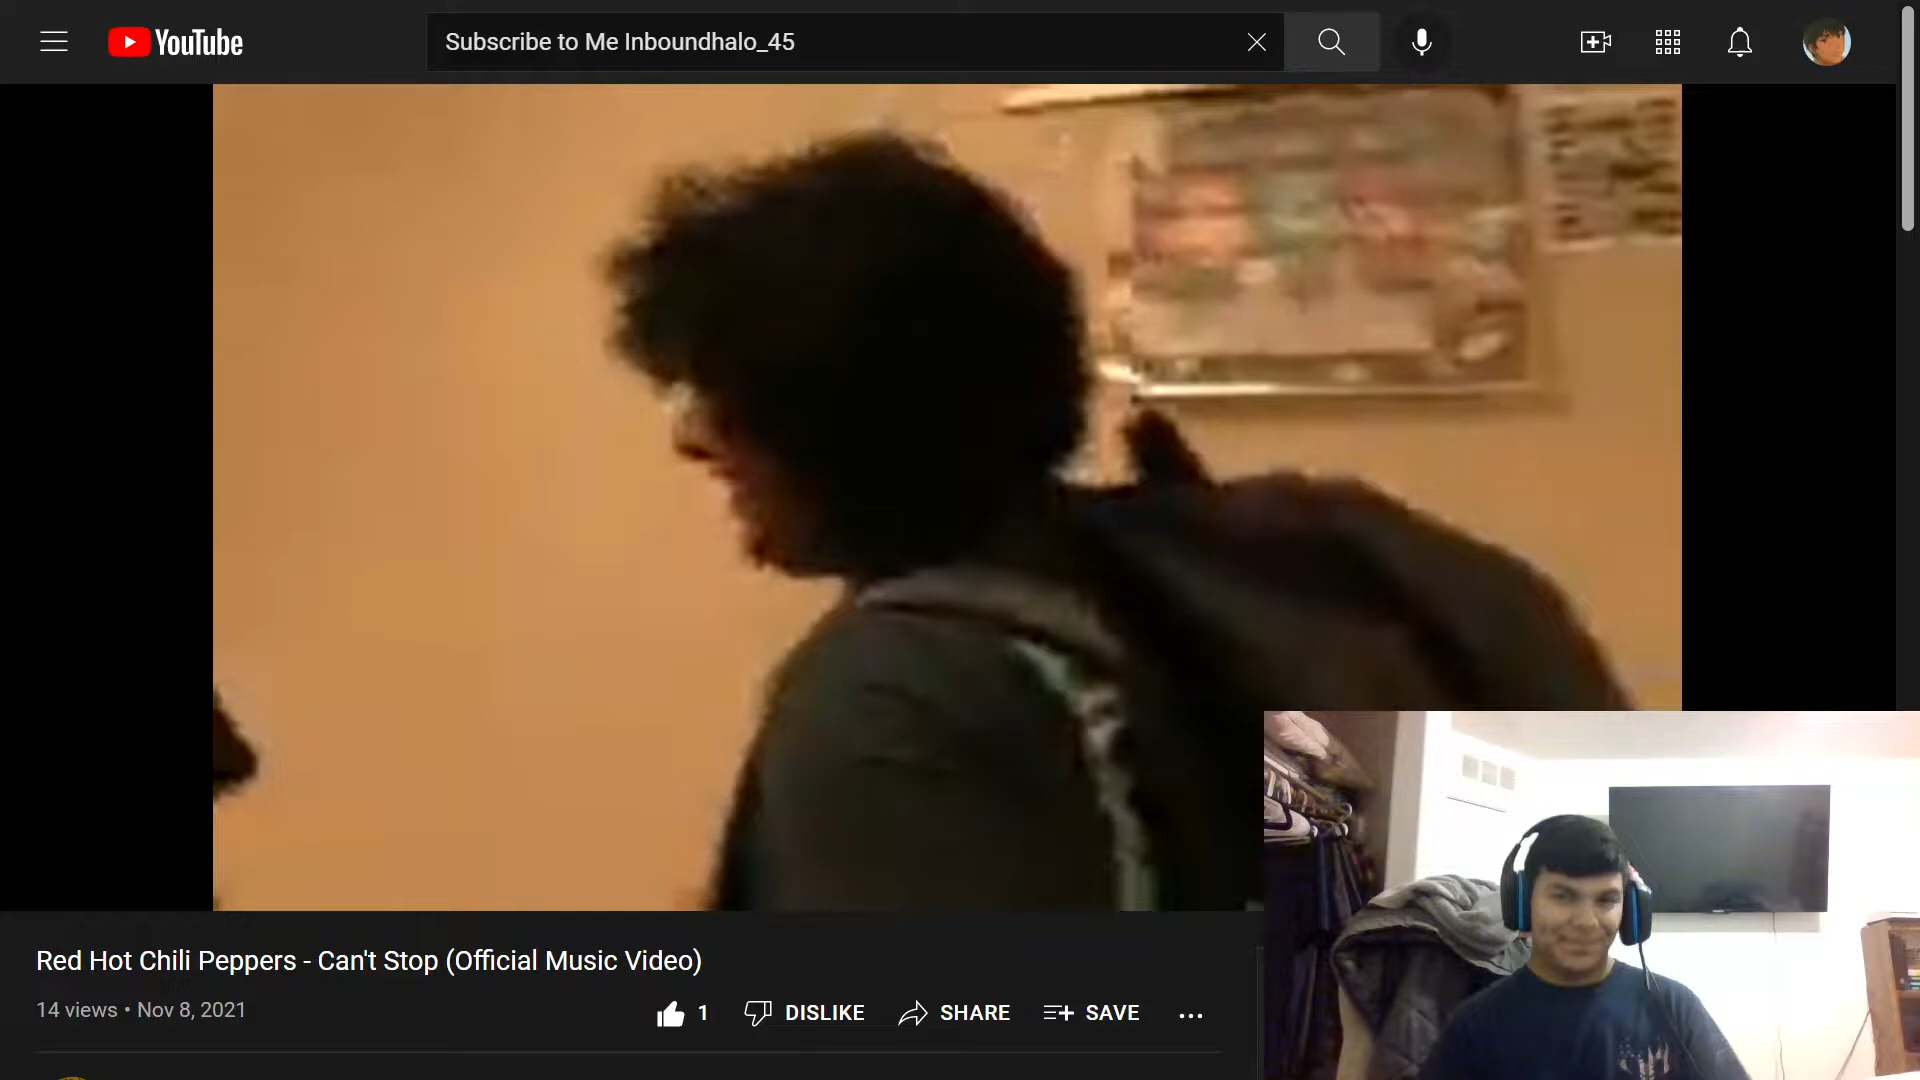 YouTube
Subscribe to Me Inboundhalo_45
Red Hot Chili Peppers - Can't Stop (Official Music Video)
14 views • Nov 8, 2021
1 DISLIKE SHARE SAVE